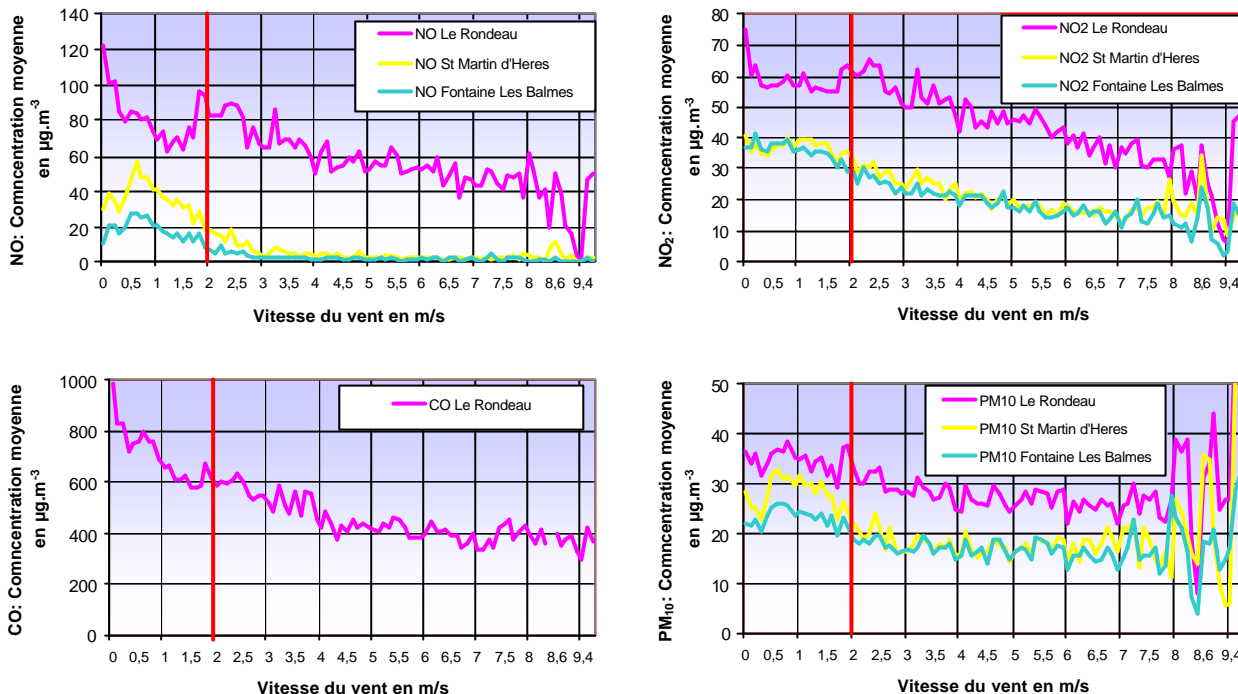 NO: Comncentration moyenne
en µg.m-3
140
120
100
80
60
40
20
0
NO Le Rondeau
NO St Martin d'Heres
NO Fontaine Les Balmes
0 0,5 1 1,5 2 2,5 3 3,5 4 4,5 5 5,5 6 6,5 7 7,5 8 8,5 9,4
Vitesse du vent en m/s
NO2: Comncentration moyenne
en µg.m-3
80
70
60
50
40
30
20
10
0
NO2 Le Rondeau
NO2 St Martin d'Heres
NO2 Fontaine Les Balmes
0 0,5 1 1,5 2 2,5 3 3,5 4 4,5 5 5,5 6 6,5 7 7,5 8 8,6 9,4
Vitesse du vent en m/s
CO: Comncentration moyenne
en µg.m-3
1000
800
600
400
200
0
CO Le Rondeau
0 0,5 1 1,5 2 2,5 3 3,5 4 4,5 5 5,5 6 6,5 7 7,5 8 8,6 9,4
Vitesse du vent en m/s
PM10: Comncentration moyenne
en µg.m-3
50
40
30
20
10
0
PM10 Le Rondeau
PM10 St Martin d'Heres
PM10 Fontaine Les Balmes
0 0,5 1 1,5 2 2,5 3 3,5 4 4,5 5 5,5 6 6,5 7 7,5 8 8,6 9,4
Vitesse du vent en m/s